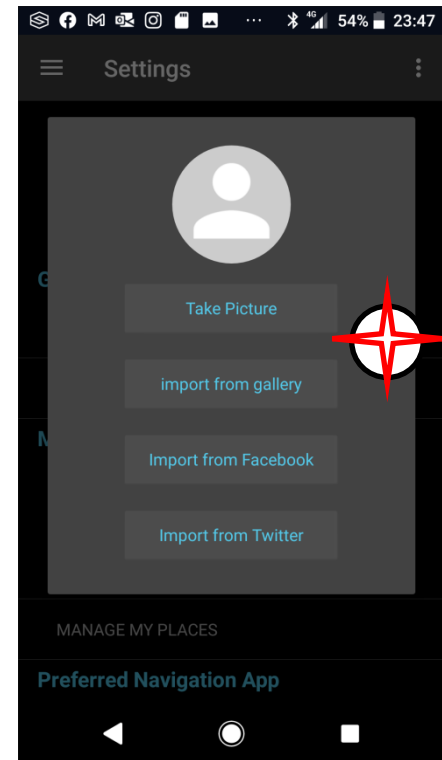 4G 54% 23:47
Settings
G
Take Picture
import from gallery
M
Import from Facebook
Import from Twitter
MANAGE MY PLACES
Preferred Navigation App